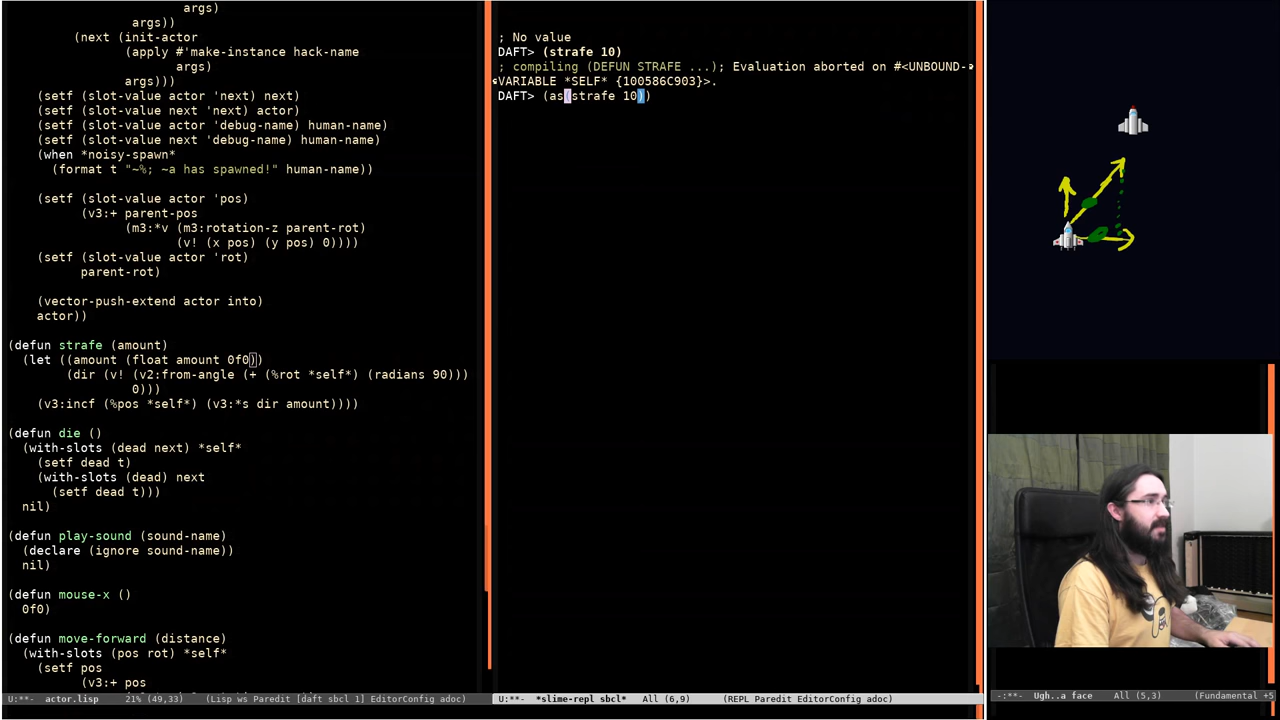 args)
args))
(next (init-actor
(apply #'make-instance hack-name
args)
args)))
(setf (slot-value actor 'next) next)
(setf (slot-value next 'next) actor)
(setf (slot-value actor 'debug-name) human-name)
(setf (slot-value next 'debug-name) human-name)
(when *noisy-spawn*
(format t "~%; ~a has spawned!" human-name))
(setf (slot-value actor 'pos)
(v3:+ parent-pos
(m3:*v (m3:rotation-z parent-rot)
(v! (x pos) (y pos) 0))))
(setf (slot-value actor 'rot)
parent-rot)
(vector-push-extend actor into)
actor))
(defun strafe (amount)
(let ((amount (float amount 0f0))
(dir (v! (v2:from-angle (+ (%rot *self*) (radians 90)))
0)))
(v3:incf (%pos *self*) (v3:*s dir amount))))
(defun die ()
(with-slots (dead next) *self*
(setf dead t)
(with-slots (dead) next
(setf dead t)))
nil)
(defun play-sound (sound-name)
(declare (ignore sound-name))
nil)
(defun mouse-x ()
0f0)
(defun move-forward (distance)
(with-slots (pos rot) *self*
(setf pos
(v3:+ pos
U:**- actor.lisp 21% (49,33) (Lisp ws Paredit [daft sbcl 1] EditorConfig adoc)
; No value
DAFT> (strafe 10)
; compiling (DEFUN STRAFE ...); Evaluation aborted on #<UNBOUND-
VARIABLE *SELF* {100586C903}>.
DAFT> (as(strafe 10))
U:**- *slime-repl sbcl* All (6,9) (REPL Paredit EditorConfig adoc)
-:**- Ugh..a face All (5,3) (Fundamental +5